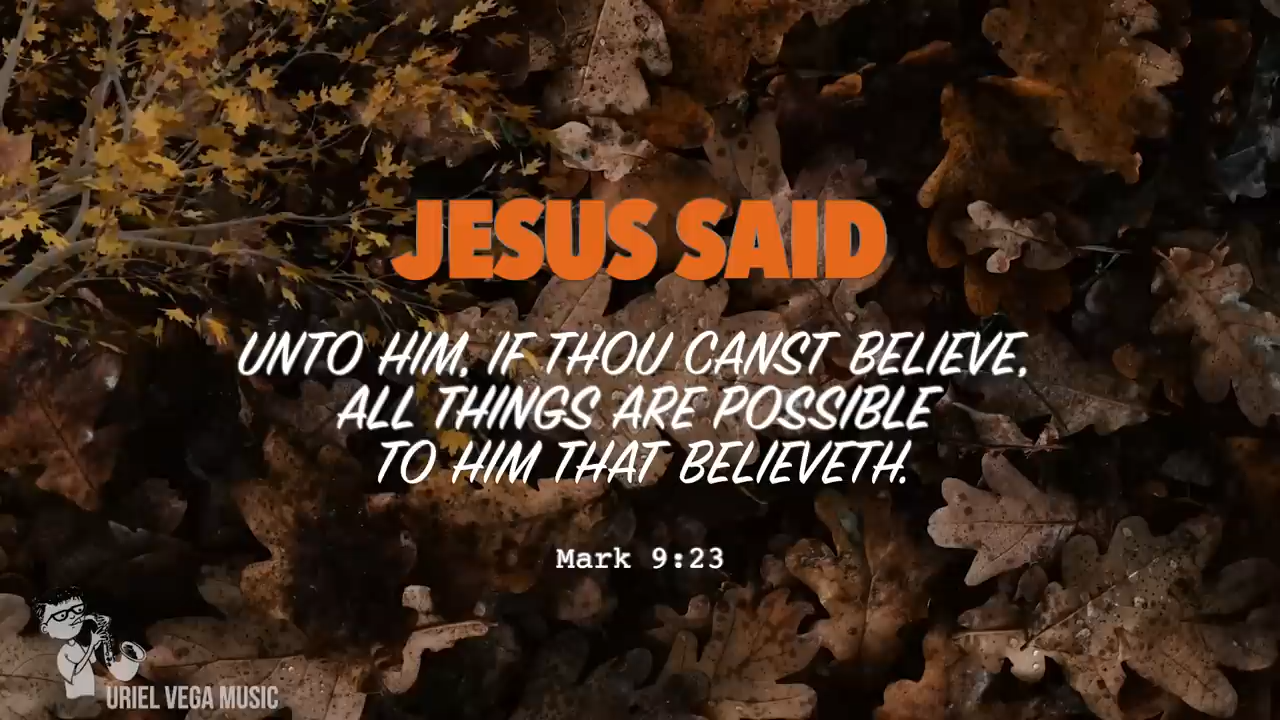 JESUS SAID
UNTO HIM, IF THOU CANST BELIEVE,
ALL THINGS ARE POSSIBLE
TO HIM THAT BELIEVETH.
Mark 9:23
URIEL VEGA MUSIC